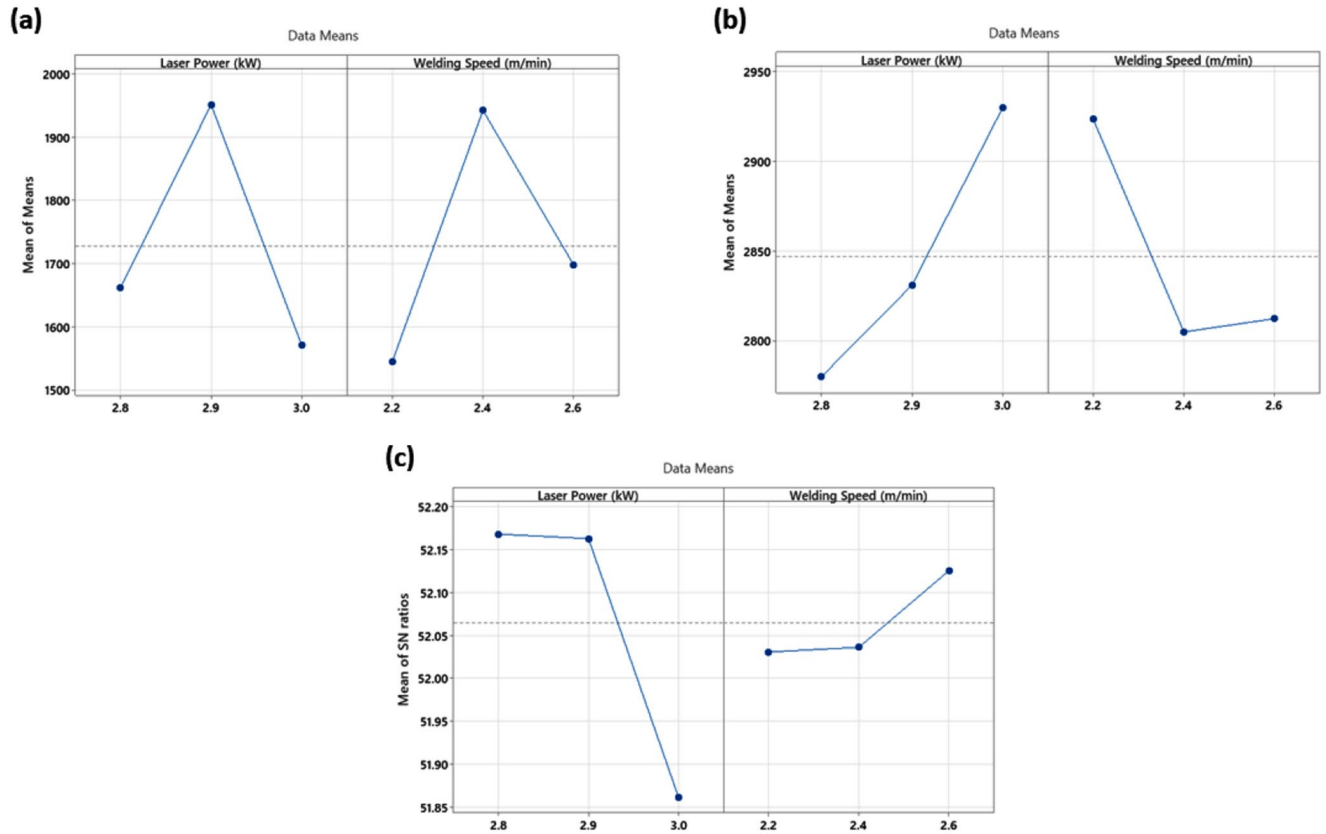 (a)
Data Means
Laser Power (kW) Welding Speed (m/min)
Mean of Means
2000
1900
1800
1700
1600
1500
2.8 2.9 3.0 2.2 2.4 2.6
(b)
Data Means
Laser Power (kW) Welding Speed (m/min)
Mean of Means
2950
2900
2850
2800
2.8 2.9 3.0 2.2 2.4 2.6
(c)
Data Means
Laser Power (kW) Welding Speed (m/min)
Mean of SN ratios
52.20
52.15
52.10
52.05
52.00
51.95
51.90
51.85
2.8 2.9 3.0 2.2 2.4 2.6